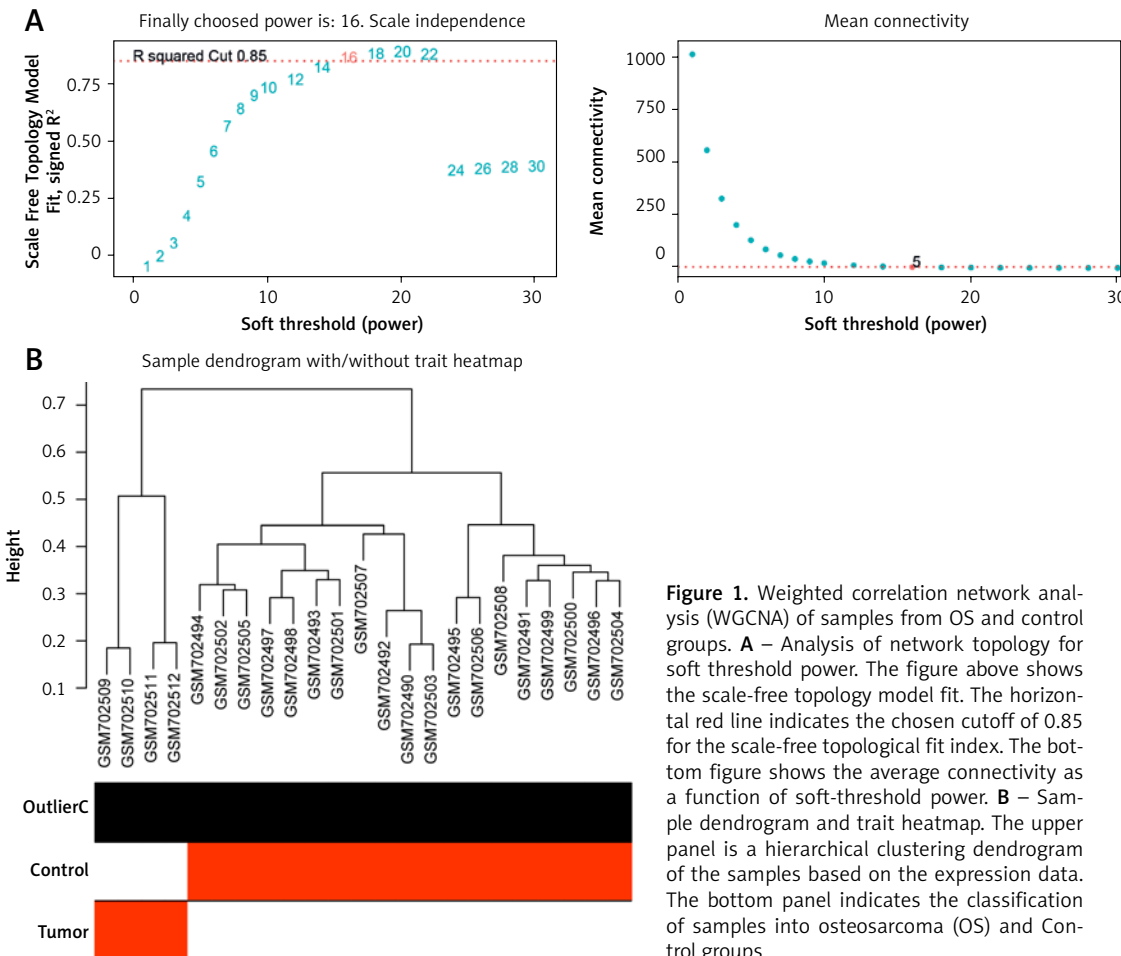 A
Finally choosed power is: 16. Scale independence
R squared Cut 0.85
Scale Free Topology Model
Fit, signed R²
0.75
0.50
0.25
0
1
2
3
4
5
6
7
8
9
10
12
14
16
18
20
22
24
26
28
30
0
10
20
30
Soft threshold (power)
Mean connectivity
Mean connectivity
1000
750
500
250
0
5
0
10
20
30
Soft threshold (power)
B
Sample dendrogram with/without trait heatmap
Height
0.7
0.6
0.5
0.4
0.3
0.2
0.1
GSM702509
GSM702510
GSM702511
GSM702512
GSM702494
GSM702502
GSM702505
GSM702497
GSM702498
GSM702493
GSM702501
GSM702507
GSM702492
GSM702490
GSM702503
GSM702495
GSM702506
GSM702508
GSM702491
GSM702499
GSM702500
GSM702496
GSM702504
OutlierC
Control
Tumor
Figure 1. Weighted correlation network anal-
ysis (WGCNA) of samples from OS and control
groups. A – Analysis of network topology for
soft threshold power. The figure above shows
the scale-free topology model fit. The horizon-
tal red line indicates the chosen cutoff of 0.85
for the scale-free topological fit index. The bot-
tom figure shows the average connectivity as
a function of soft-threshold power. B – Sam-
ple dendrogram and trait heatmap. The upper
panel is a hierarchical clustering dendrogram
of the samples based on the expression data.
The bottom panel indicates the classification
of samples into osteosarcoma (OS) and Con-
trol groups